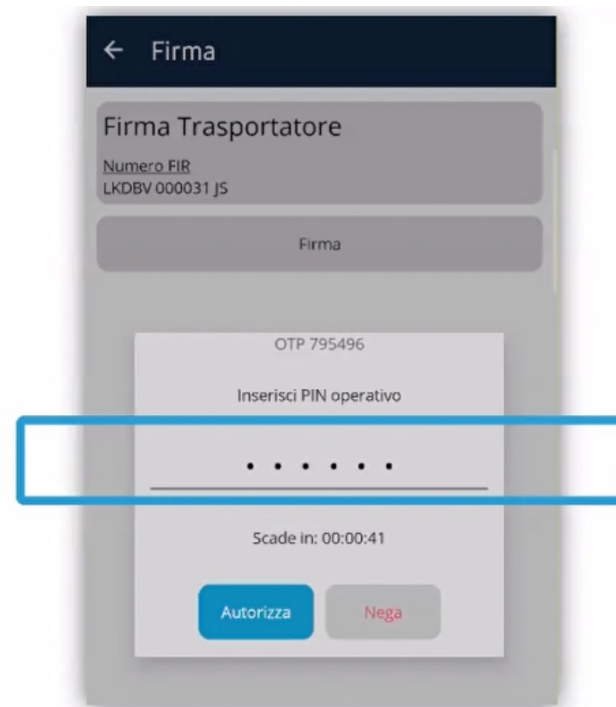 ← Firma
Firma Trasportatore
Numero FIR
LKDBV 000031 JS
Firma
OTP 795496
Inserisci PIN operativo
• • • • • •
Scade in: 00:00:41
Autorizza Nega